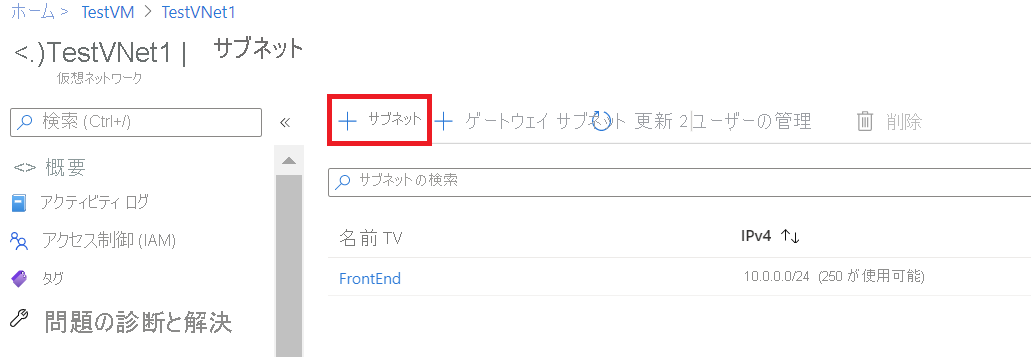 ホーム > TestVM > TestVNet1
<.)TestVNet1 | サブネット
仮想ネットワーク
検索 (Ctrl+/) «
+ サブネット + ゲートウェイ サブネット 更新 2|ユーザーの管理 削除
<> 概要
アクティビティ ログ
アクセス制御 (IAM)
タグ
問題の診断と解決
サブネットの検索
名前 TV IPv4 ↑↓
FrontEnd 10.0.0.0/24 (250 が使用可能)